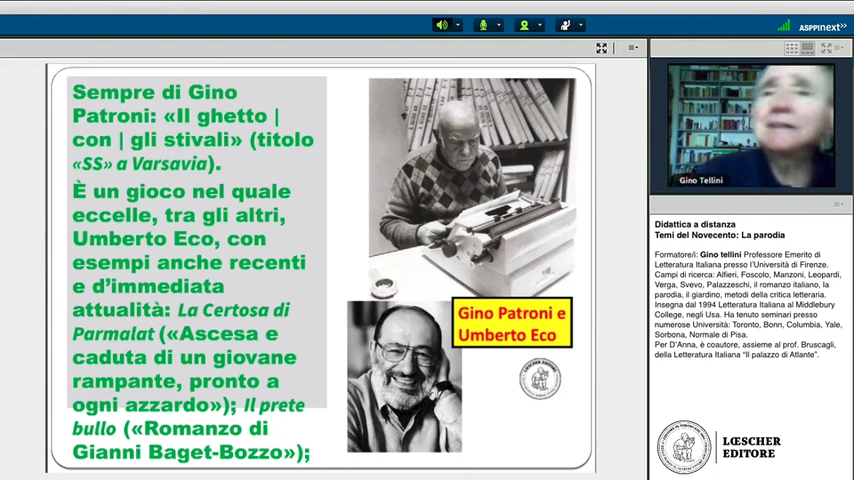 ASPPInext>>
Sempre di Gino
Patroni: «Il ghetto |
con | gli stivali» (titolo
«SS» a Varsavia).
È un gioco nel quale
eccelle, tra gli altri,
Umberto Eco, con
esempi anche recenti
e d’immediata
attualità: La Certosa di
Parmalat («Ascesa e
caduta di un giovane
rampante, pronto a
ogni azzardo»); Il prete
bullo («Romanzo di
Gianni Baget-Bozzo»);
Gino Patroni e
Umberto Eco
Gino Tellini
Didattica a distanza
Temi del Novecento: La parodia
Formatore/i: Gino tellini Professore Emerito di
Letteratura Italiana presso l'Università di Firenze.
Campi di ricerca: Alfieri, Foscolo, Manzoni, Leopardi,
Verga, Svevo, Palazzeschi, il romanzo italiano, la
parodia, il giardino, metodi della critica letteraria.
Insegna dal 1994 Letteratura Italiana al Middlebury
College, negli Usa. Ha tenuto seminari presso
numerose Università: Toronto, Bonn, Columbia, Yale,
Sorbona, Normale di Pisa.
Per D'Anna, è coautore, assieme al prof. Bruscagli,
della Letteratura Italiana "Il palazzo di Atlante".
LŒSCHER
EDITORE